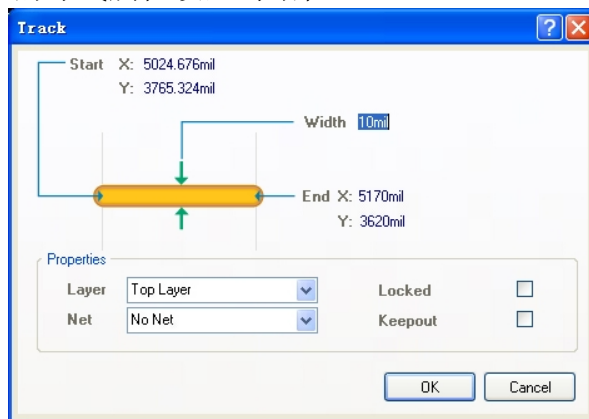 Track
Start X: 5024.676mil
Y: 3765.324mil
Width 10mil
End X: 5170mil
Y: 3620mil
Properties
Layer Top Layer Locked
Net No Net Keepout
OK Cancel